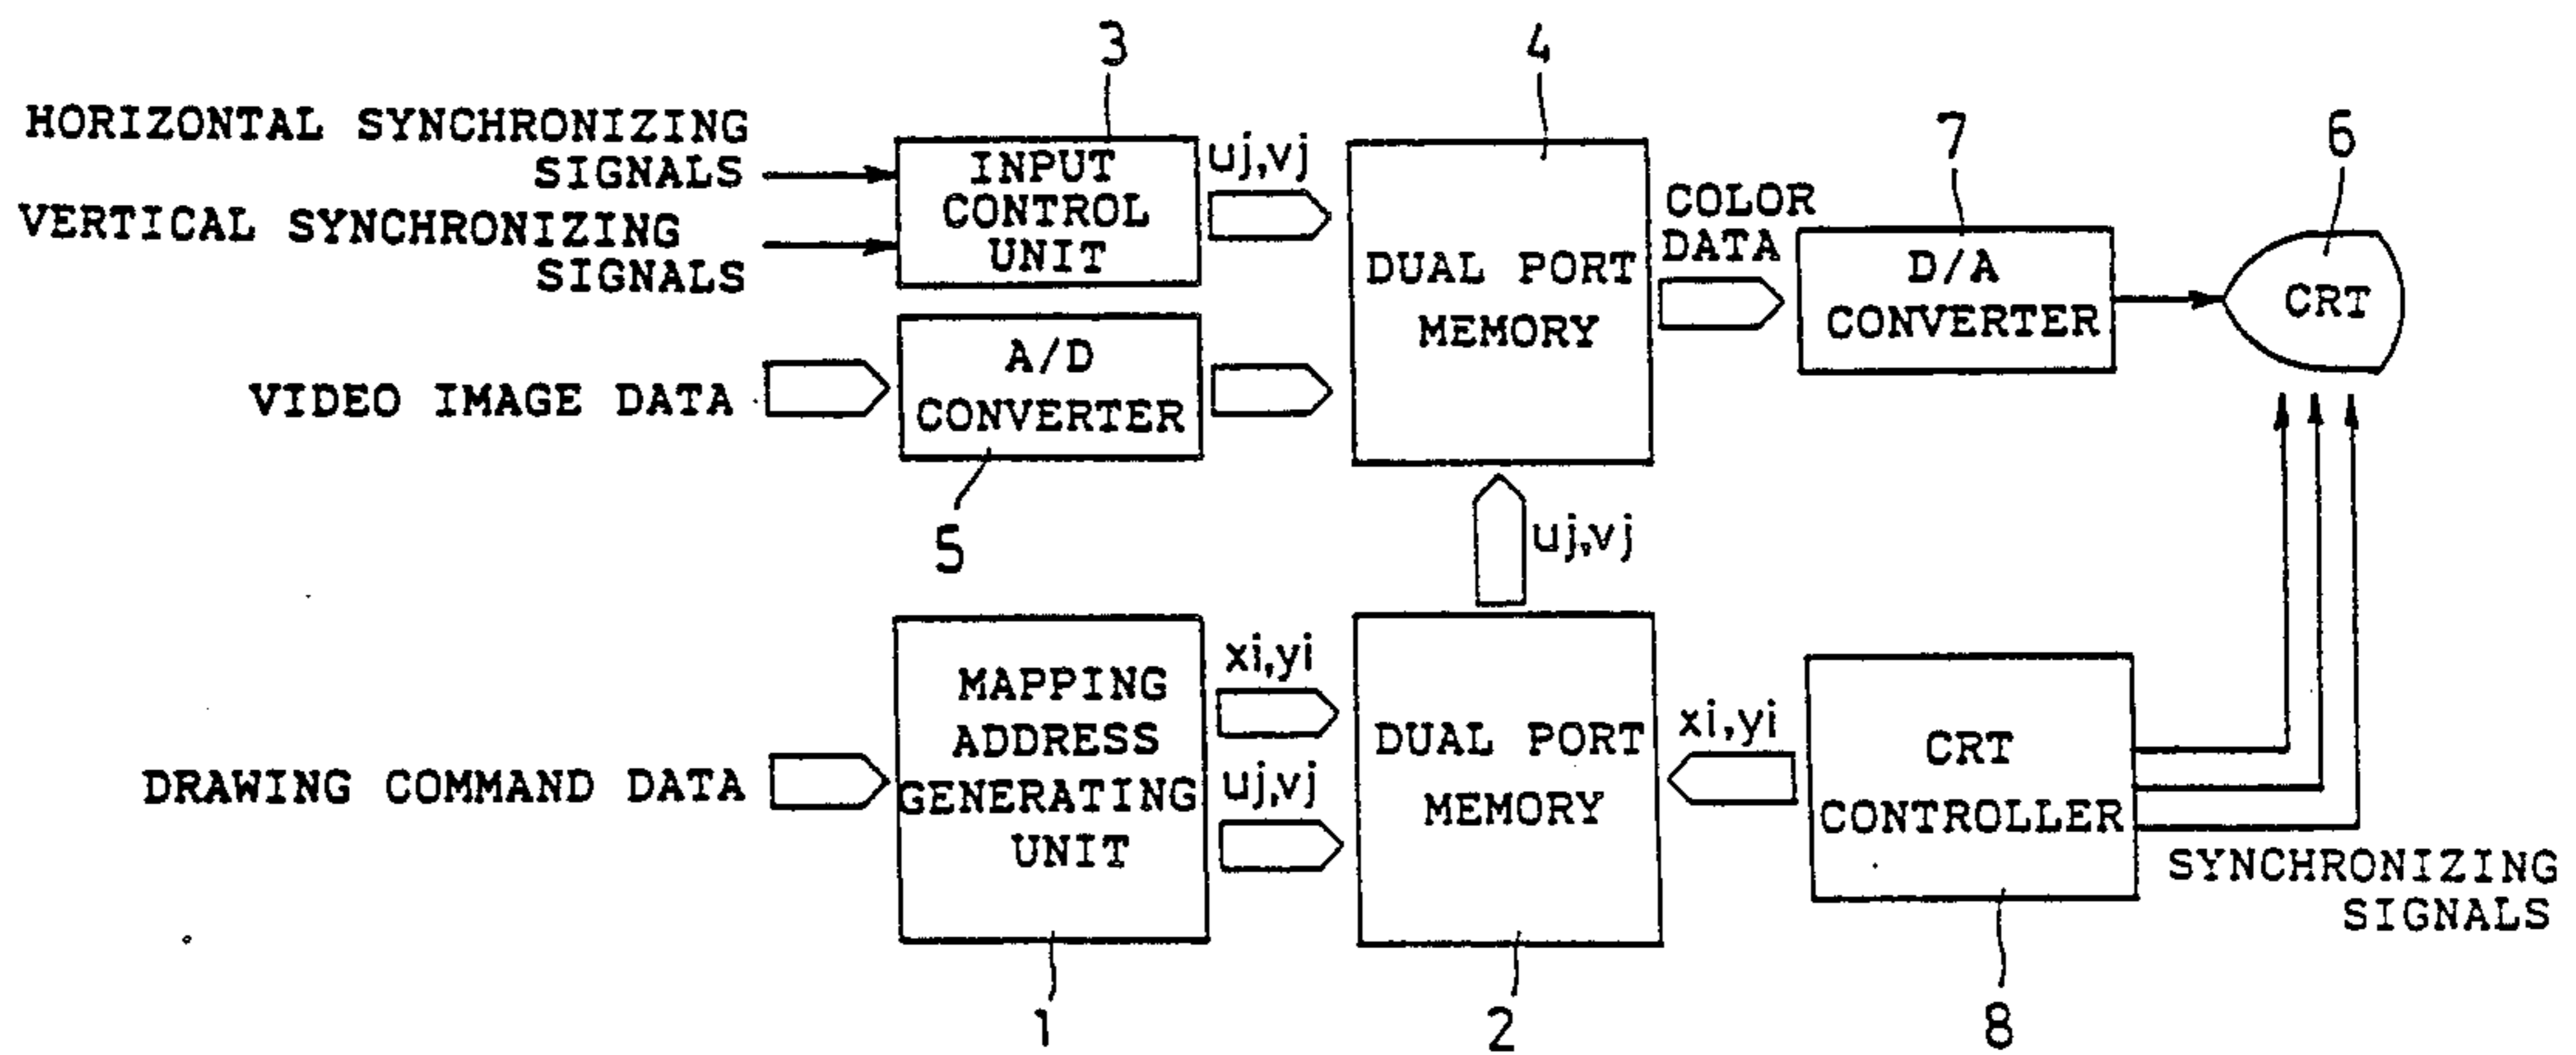 3
4
7
6
HORIZONTAL SYNCHRONIZING
SIGNALS
VERTICAL SYNCHRONIZING
SIGNALS
INPUT
CONTROL
UNIT
uj,vj
DUAL PORT
MEMORY
COLOR
DATA
D/A
CONVERTER
CRT
VIDEO IMAGE DATA
A/D
CONVERTER
5
uj,vj
DRAWING COMMAND DATA
MAPPING
ADDRESS
GENERATING
UNIT
xi,yi
uj,vj
DUAL PORT
MEMORY
xi,yi
CRT
CONTROLLER
SYNCHRONIZING
SIGNALS
1
2
8